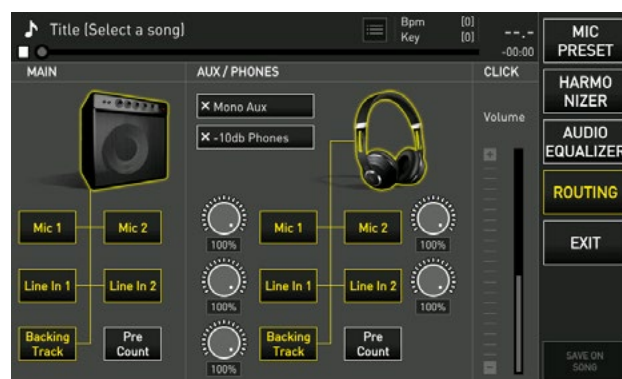 Title (Select a song)
Bpm [0]
Key [0]
--.-
-00:00
MAIN
AUX / PHONES
CLICK
× Mono Aux
× -10db Phones
Volume
Mic 1
Mic 2
100%
Mic 1
Mic 2
100%
Line In 1
Line In 2
100%
Line In 1
Line In 2
100%
Backing
Track
Pre
Count
100%
Backing
Track
Pre
Count
MIC
PRESET
HARMO
NIZER
AUDIO
EQUALIZER
ROUTING
EXIT
SAVE ON
SONG